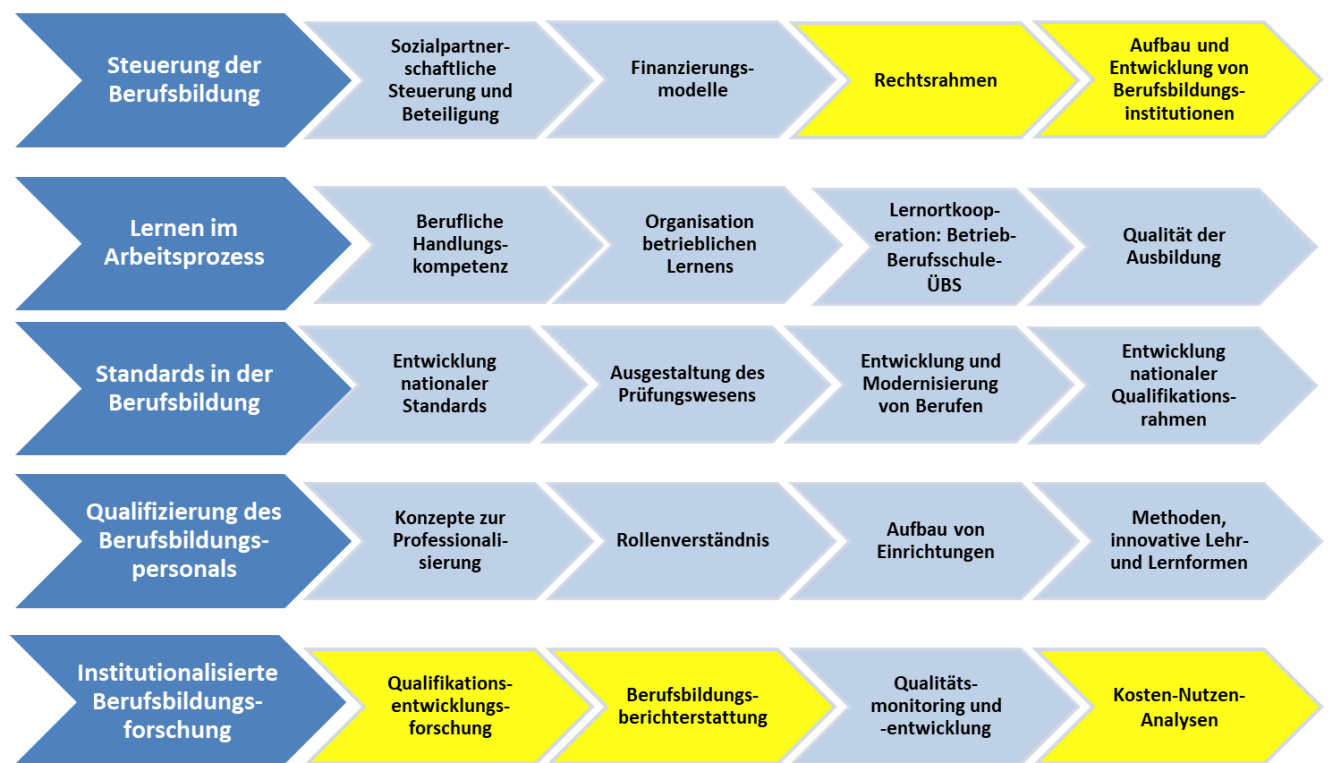 Steuerung der
Berufsbildung
Sozialpartner-
schaftliche
Steuerung und
Beteiligung
Finanzierungs-
modelle
Rechtsrahmen
Aufbau und
Entwicklung von
Berufsbildungs-
institutionen
Lernen im
Arbeitsprozess
Berufliche
Handlungs-
kompetenz
Organisation
betrieblichen
Lernens
Lernortkoop-
eration: Betrieb-
Berufsschule-
ÜBS
Qualität der
Ausbildung
Standards in der
Berufsbildung
Entwicklung
nationaler
Standards
Ausgestaltung des
Prüfungswesens
Entwicklung und
Modernisierung
von Berufen
Entwicklung
nationaler
Qualifikations-
rahmen
Qualifizierung des
Berufsbildungs-
personals
Konzepte zur
Professionali-
sierung
Rollenverständnis
Aufbau von
Einrichtungen
Methoden,
innovative Lehr-
und Lernformen
Institutionalisierte
Berufsbildungs-
forschung
Qualifikations-
entwicklungs-
forschung
Berufsbildungs-
berichterstattung
Qualitäts-
monitoring und
-entwicklung
Kosten-Nutzen-
Analysen